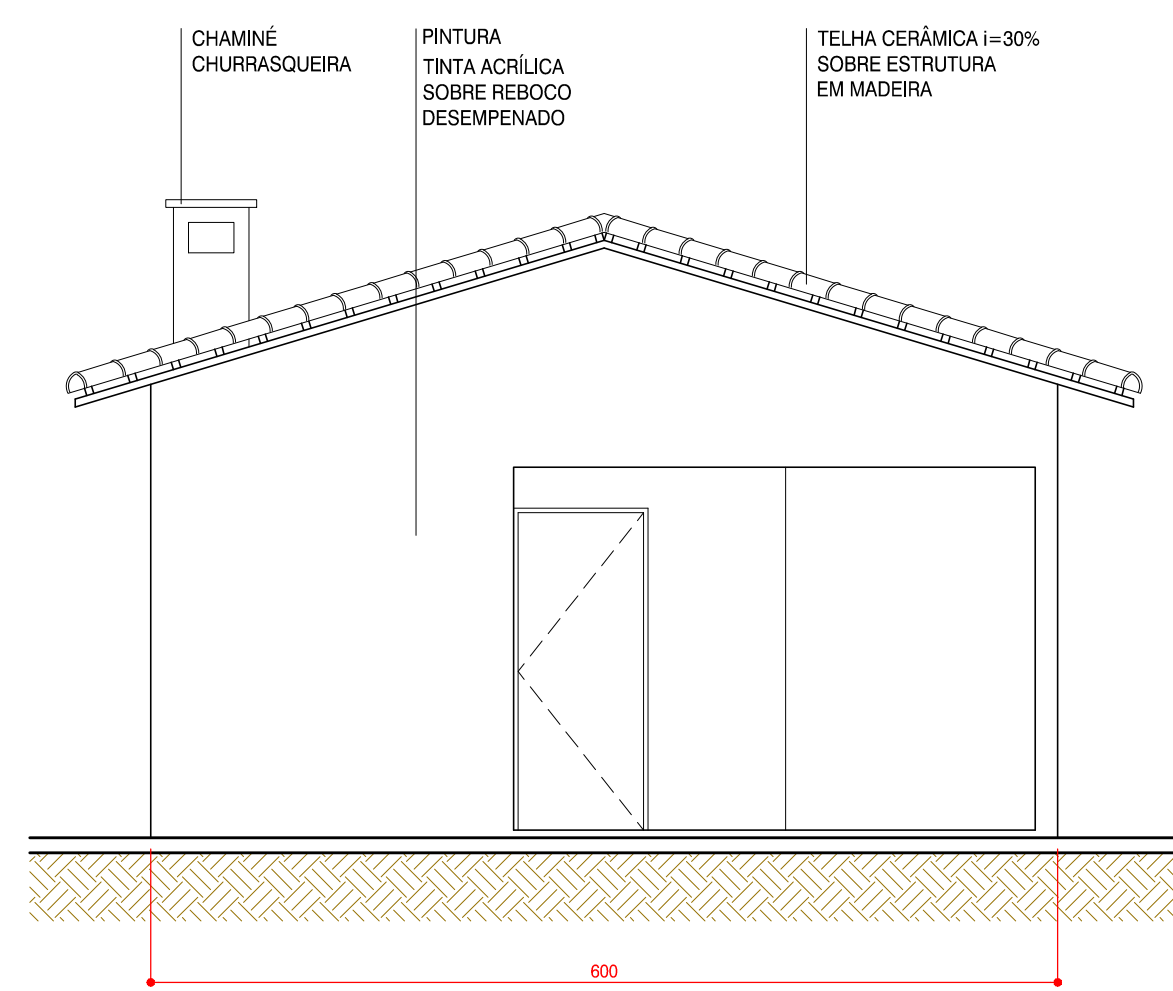 CHAMINÉ
CHURRASQUEIRA
PINTURA
TINTA ACRÍLICA
SOBRE REBOCO
DESEMPENADO
TELHA CERÂMICA i=30%
SOBRE ESTRUTURA
EM MADEIRA
600